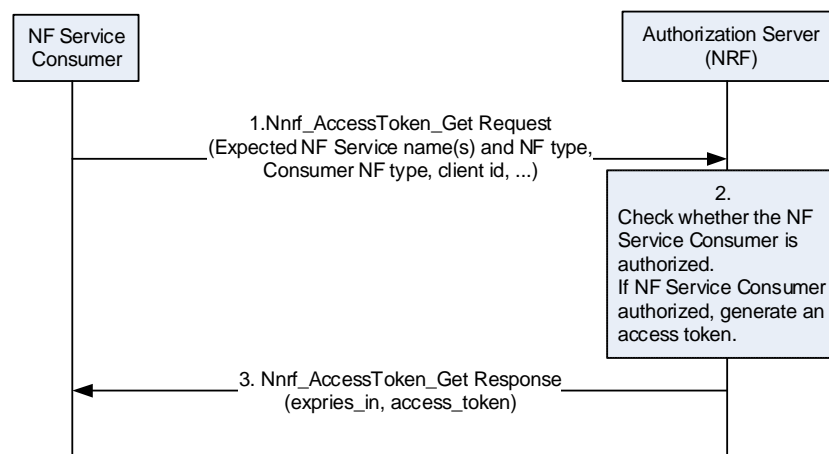 NF Service
Consumer
Authorization Server
(NRF)
1.Nnrf_AccessToken_Get Request
(Expected NF Service name(s) and NF type,
Consumer NF type, client id, ...)
2.
Check whether the NF
Service Consumer is
authorized.
If NF Service Consumer
authorized, generate an
access token.
3. Nnrf_AccessToken_Get Response
(expries_in, access_token)